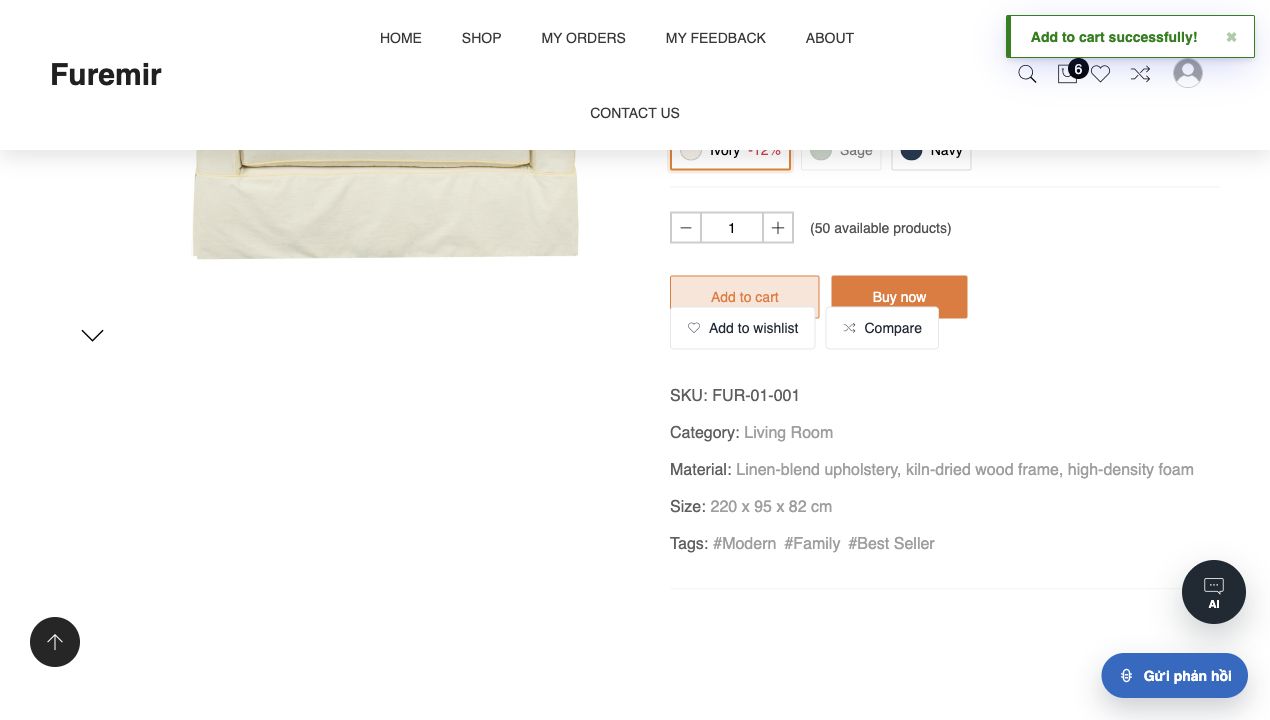 HOME SHOP MY ORDERS MY FEEDBACK ABOUT
Add to cart successfully! ✖
Furemir
6
CONTACT US
Ivory -12% Sage Navy
1 (50 available products)
Add to cart Buy now
Add to wishlist Compare
SKU: FUR-01-001
Category: Living Room
Material: Linen-blend upholstery, kiln-dried wood frame, high-density foam
Size: 220 x 95 x 82 cm
Tags: #Modern #Family #Best Seller
AI
Gửi phản hồi